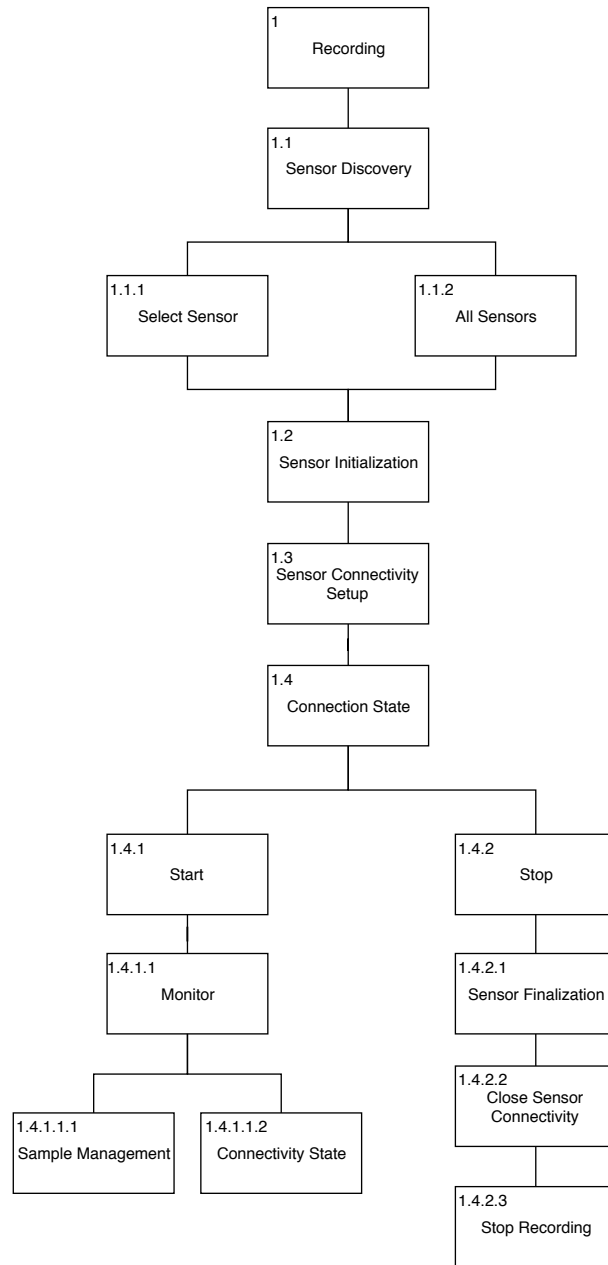 1
Recording
1.1
Sensor Discovery
1.1.1
Select Sensor
1.1.2
All Sensors
1.2
Sensor Initialization
1.3
Sensor Connectivity
Setup
1.4
Connection State
1.4.1
Start
1.4.2
Stop
1.4.1.1
Monitor
1.4.2.1
Sensor Finalization
1.4.1.1.1
Sample Management
1.4.1.1.2
Connectivity State
1.4.2.2
Close Sensor
Connectivity
1.4.2.3
Stop Recording